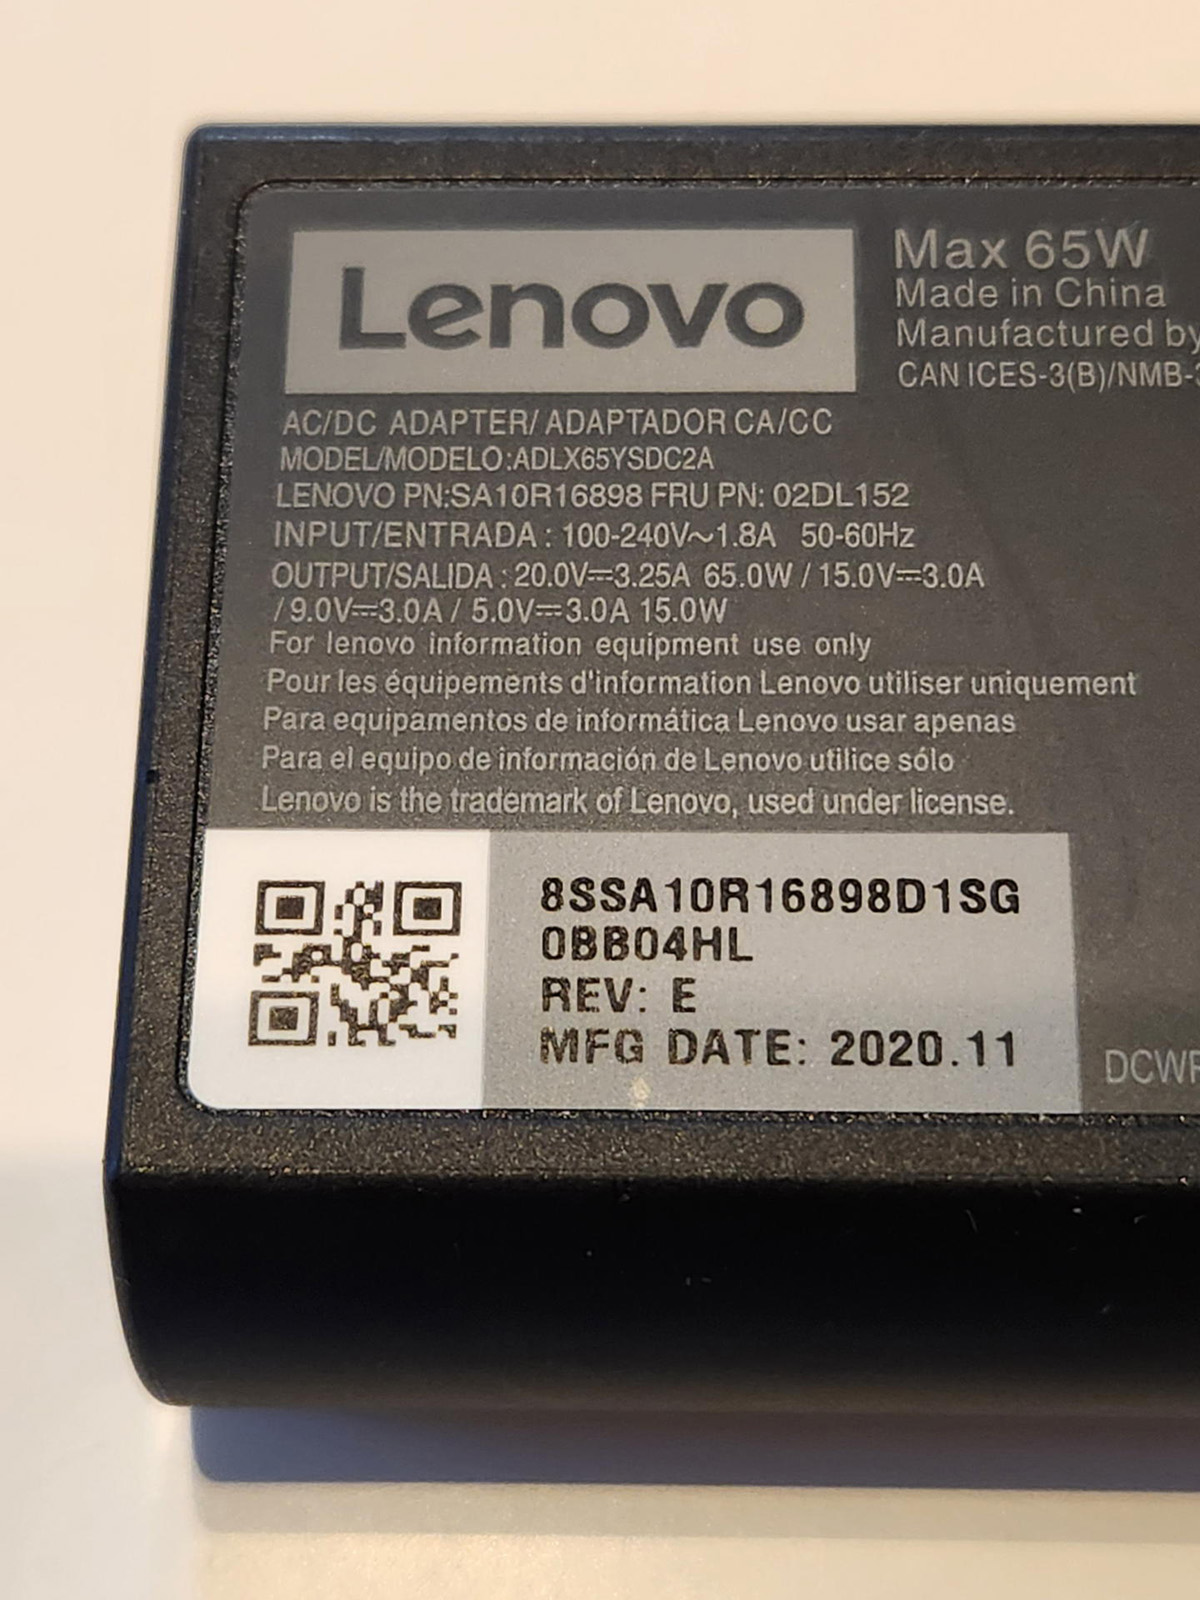 Lenovo
Max 65W
Made in China
Manufactured by
CAN ICES-3(B)/NMB-3
AC/DC ADAPTER/ ADAPTADOR CA/CC
MODEL/MODELO:ADLX65YSDC2A
LENOVO PN:SA10R16898 FRU PN: 02DL152
INPUT/ENTRADA : 100-240V~1.8A 50-60Hz
OUTPUT/SALIDA : 20.0V⎓3.25A 65.0W / 15.0V⎓3.0A
/ 9.0V⎓3.0A / 5.0V⎓3.0A 15.0W
For lenovo information equipment use only
Pour les équipements d'information Lenovo utiliser uniquement
Para equipamentos de informática Lenovo usar apenas
Para el equipo de información de Lenovo utilice sólo
Lenovo is the trademark of Lenovo, used under license.
8SSA10R16898D1SG
0BB04HL
REV: E
MFG DATE: 2020.11